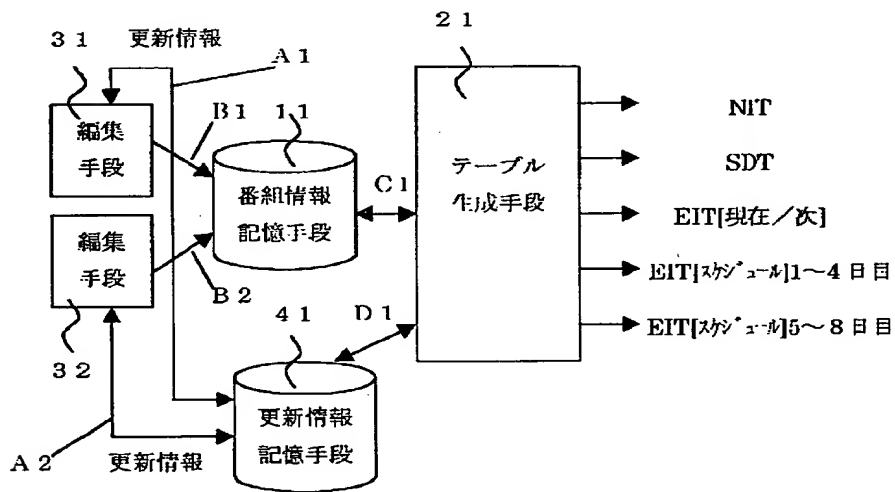 ３１
更新情報
Ａ１
２１
編集
手段
Ｂ１
１１
番組情報
記憶手段
Ｃ１
テーブル
生成手段
NIT
SDT
EIT[現在／次]
EIT[ｽｹｼﾞｭｰﾙ]1～4日目
EIT[ｽｹｼﾞｭｰﾙ]5～8日目
編集
手段
Ｂ２
３２
４１
Ｄ１
更新情報
記憶手段
Ａ２
更新情報